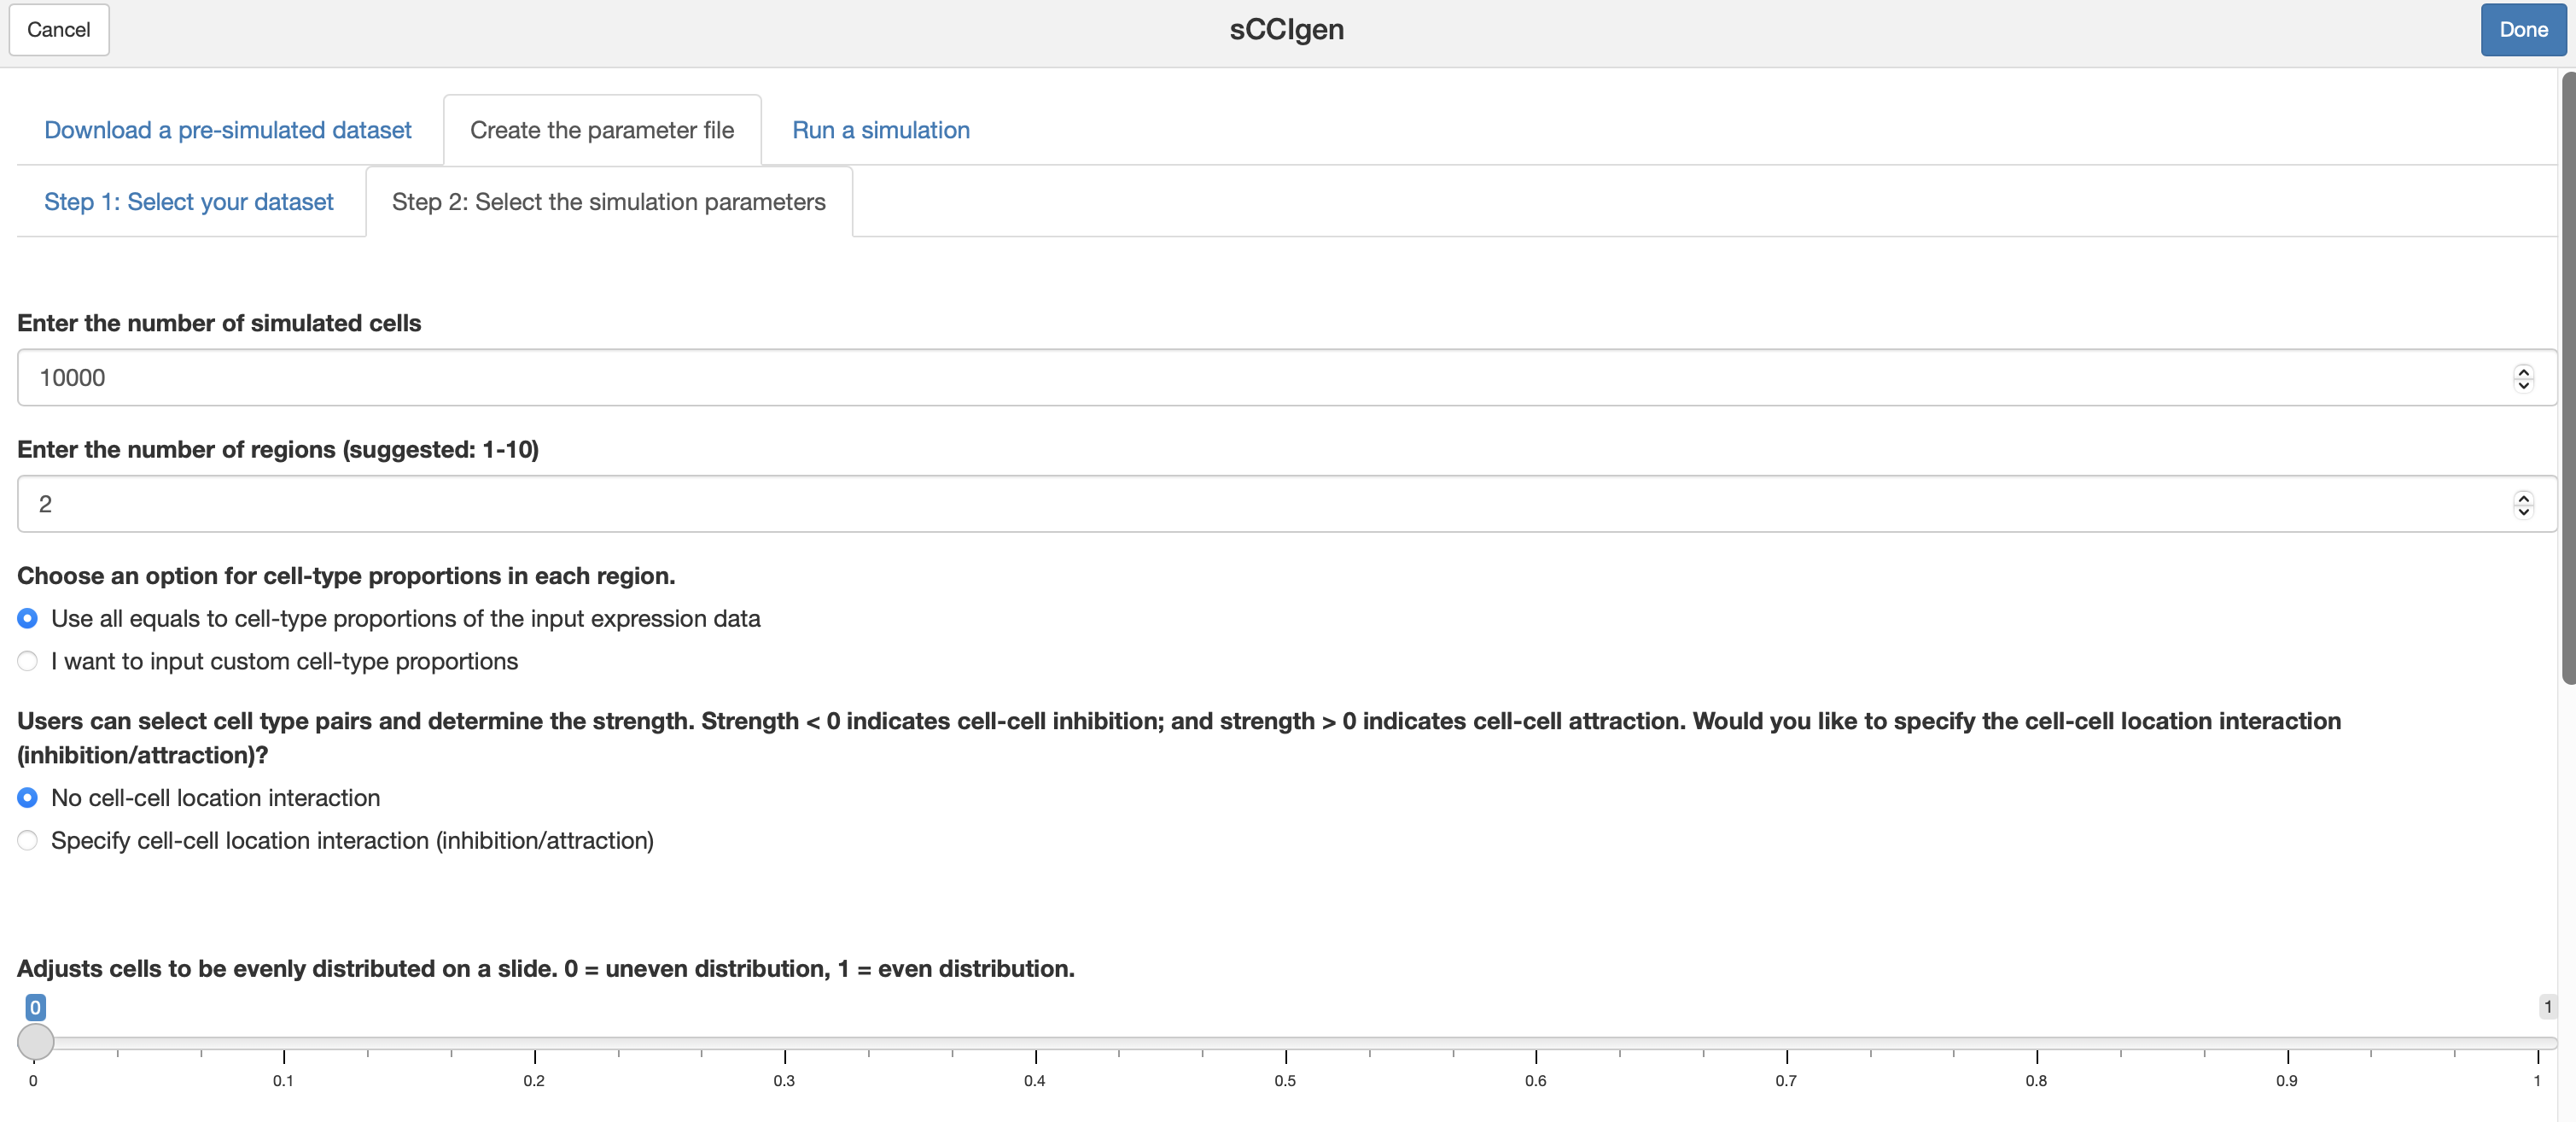 Cancel
sCCIgen
Done
Download a pre-simulated dataset
Create the parameter file
Run a simulation
Step 1: Select your dataset
Step 2: Select the simulation parameters
Enter the number of simulated cells
10000
Enter the number of regions (suggested: 1-10)
2
Choose an option for cell-type proportions in each region.
Use all equals to cell-type proportions of the input expression data
I want to input custom cell-type proportions
Users can select cell type pairs and determine the strength. Strength < 0 indicates cell-cell inhibition; and strength > 0 indicates cell-cell attraction. Would you like to specify the cell-cell location interaction
(inhibition/attraction)?
No cell-cell location interaction
Specify cell-cell location interaction (inhibition/attraction)
Adjusts cells to be evenly distributed on a slide. 0 = uneven distribution, 1 = even distribution.
0
1
0 0.1 0.2 0.3 0.4 0.5 0.6 0.7 0.8 0.9 1